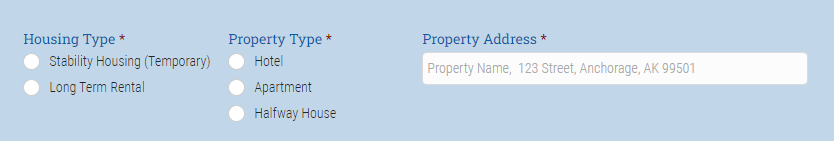 Housing Type *
Stability Housing (Temporary)
Long Term Rental
Property Type *
Hotel
Apartment
Halfway House
Property Address *
Property Name,  123 Street, Anchorage, AK 99501